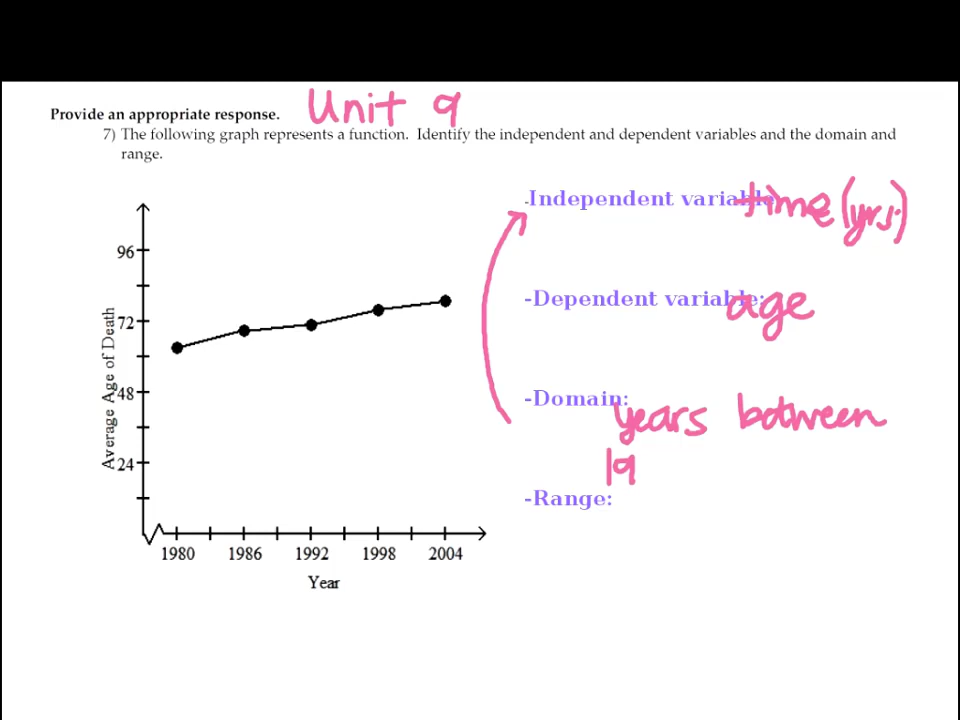 Provide an appropriate response. Unit 9
7) The following graph represents a function. Identify the independent and dependent variables and the domain and
range.
-Independent variable: time (yrs.)
-Dependent variable: age
-Domain: years between
19
-Range:
Average Age of Death
96
72
48
24
1980 1986 1992 1998 2004
Year